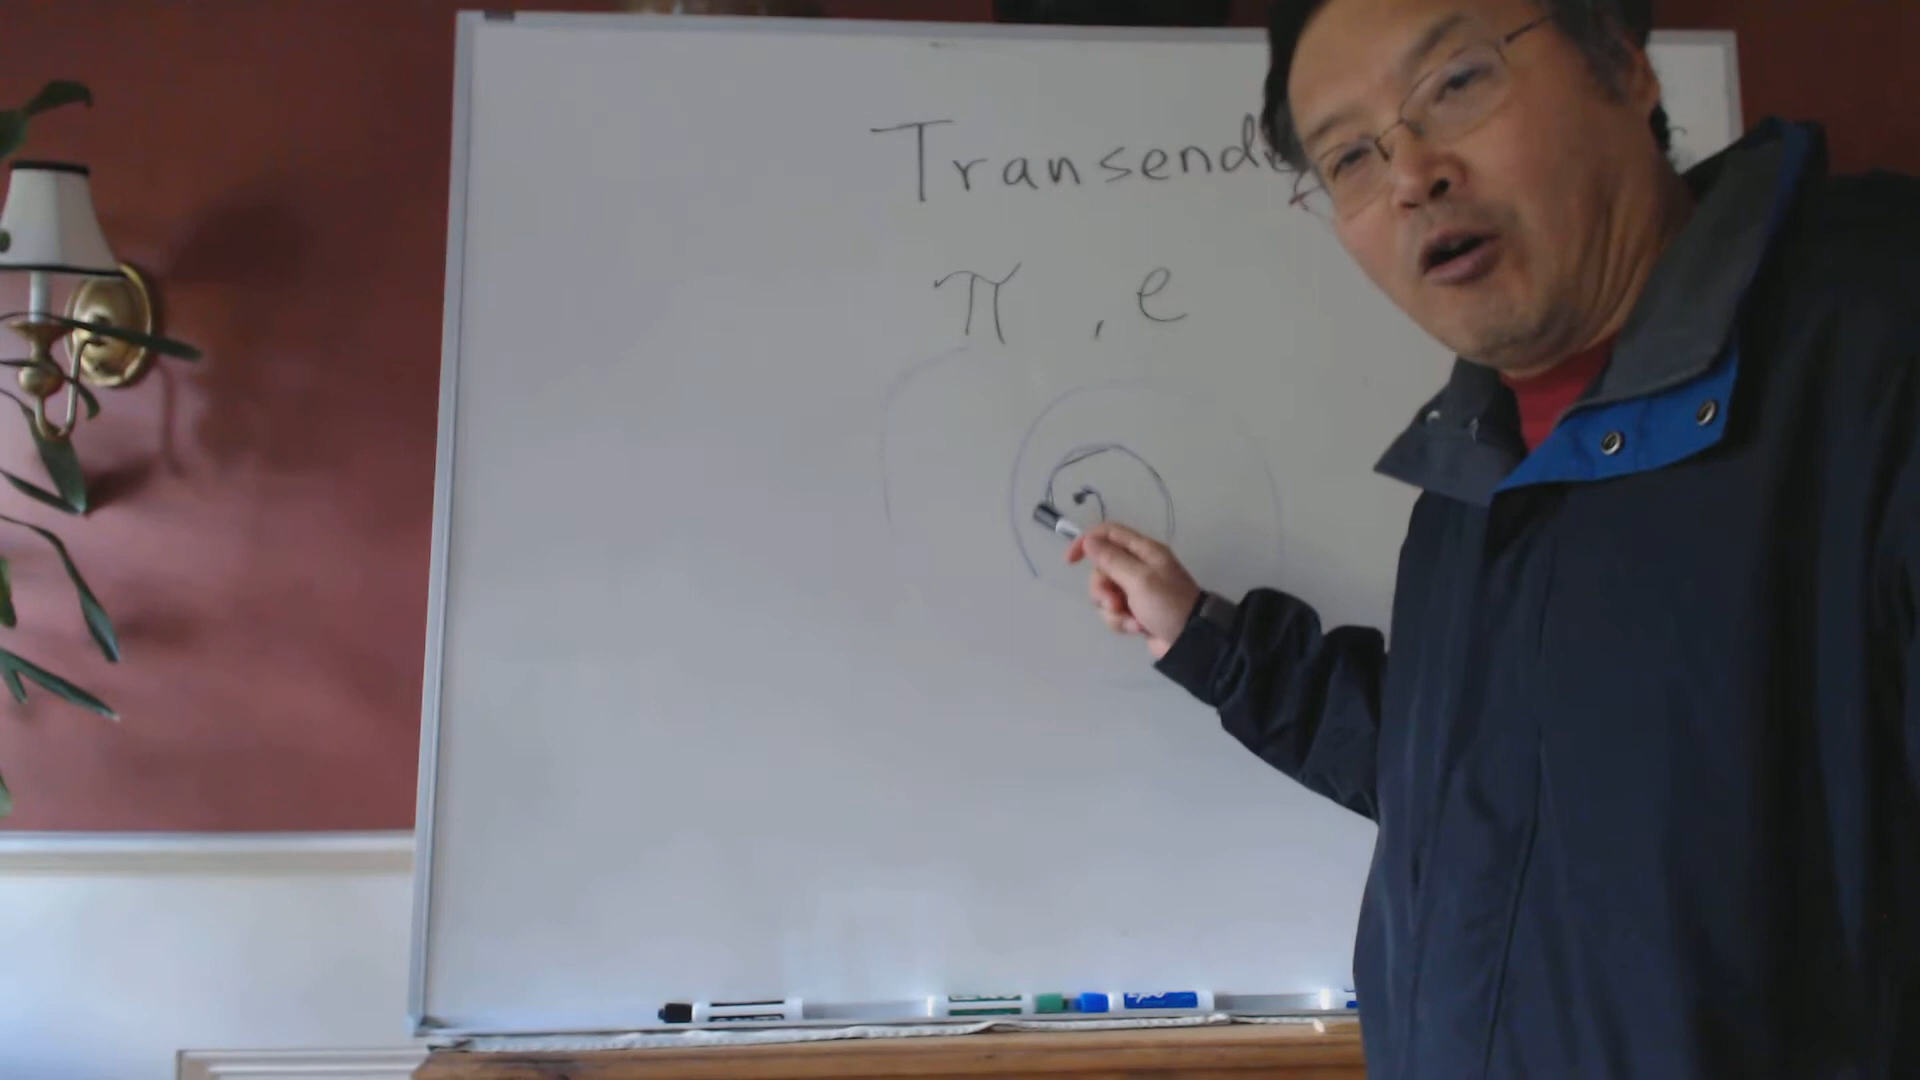 Transend
π , e